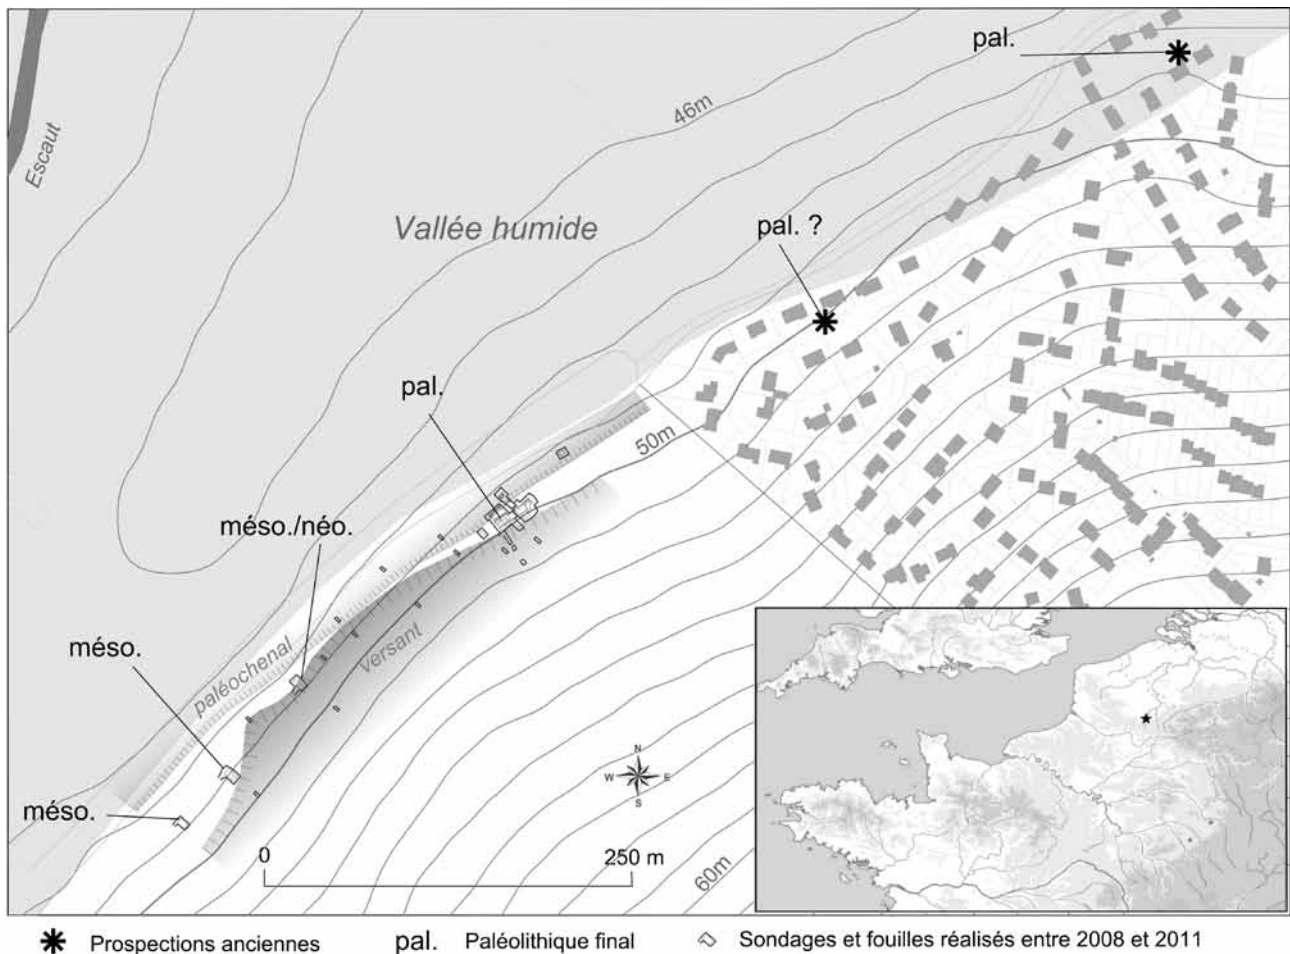 pal.
46m
Escaut
Vallée humide
pal. ?
pal.
50m
méso./néo.
versant
méso.
paléochenal
N
W E
S
méso.
0 250 m
60m
Prospections anciennes pal. Paléolithique final Sondages et fouilles réalisés entre 2008 et 2011